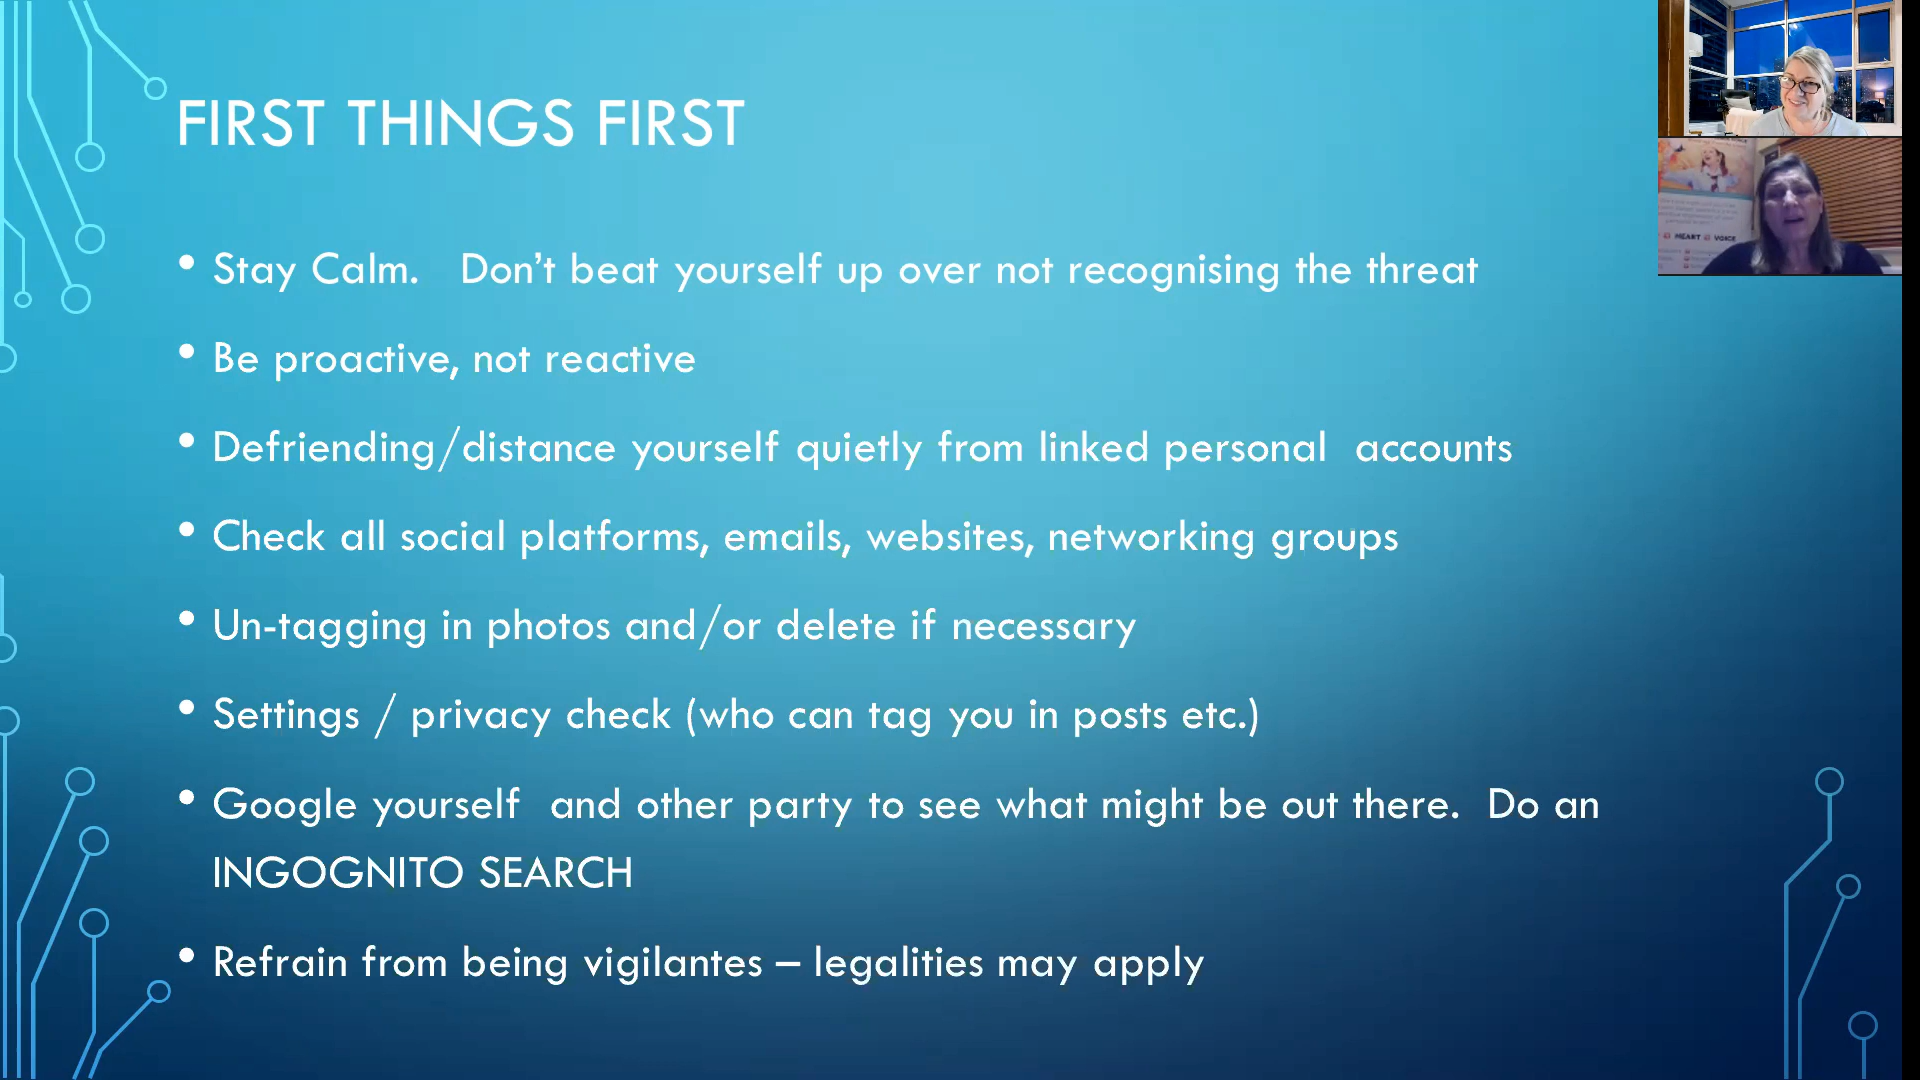 FIRST THINGS FIRST
• Stay Calm. Don't beat yourself up over not recognising the threat
• Be proactive, not reactive
• Defriending/distance yourself quietly from linked personal accounts
• Check all social platforms, emails, websites, networking groups
• Un-tagging in photos and/or delete if necessary
• Settings / privacy check (who can tag you in posts etc.)
• Google yourself and other party to see what might be out there. Do an
INGOGNITO SEARCH
• Refrain from being vigilantes – legalities may apply
HEART VOICE